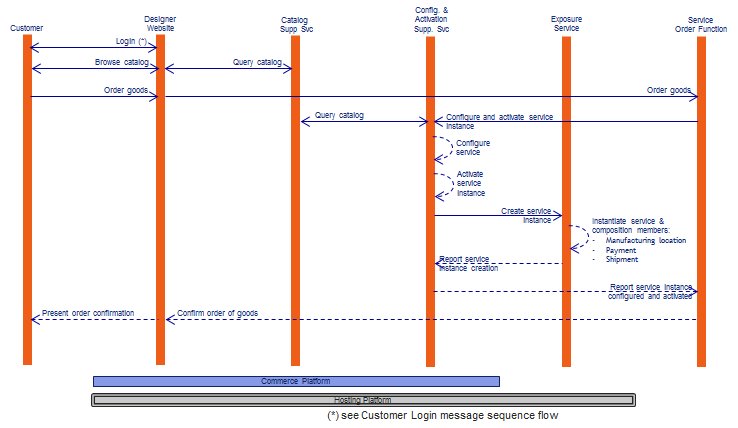 Customer
Designer
Website
Catalog
Supp Svc
Config. &
Activation
Supp. Svc
Exposure
Service
Service
Order Function
Login (*)
Browse catalog
Query catalog
Order goods
Order goods
Query catalog
Configure and activate service
Instance
Configure
service
Activate
service
Instance
Create service
Instance
Instantiate service &
composition members:
- Manufacturing location
- Payment
- Shipment
Report service
Instance creation
Report service Instance
configured and activated
Present order confirmation
Confirm order of goods
Commerce Platform
Hosting Platform
(*) see Customer Login message sequence flow